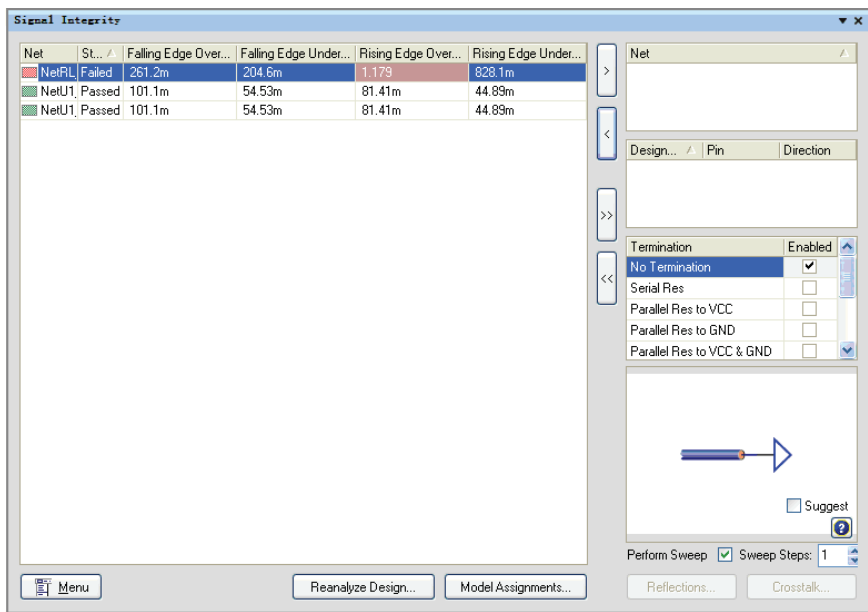 Signal Integrity
Net St... Falling Edge Over... Falling Edge Under... Rising Edge Over... Rising Edge Under...
NetRL Failed 261.2m 204.6m 1.179 828.1m
NetU1_ Passed 101.1m 54.53m 81.41m 44.89m
NetU1_ Passed 101.1m 54.53m 81.41m 44.89m
>
<
>>
<<
Net
Design... Pin Direction
Termination Enabled
No Termination
Serial Res
Parallel Res to VCC
Parallel Res to GND
Parallel Res to VCC & GND
Suggest
?
Perform Sweep Sweep Steps: 1
Menu Reanalyze Design... Model Assignments... Reflections... Crosstalk...